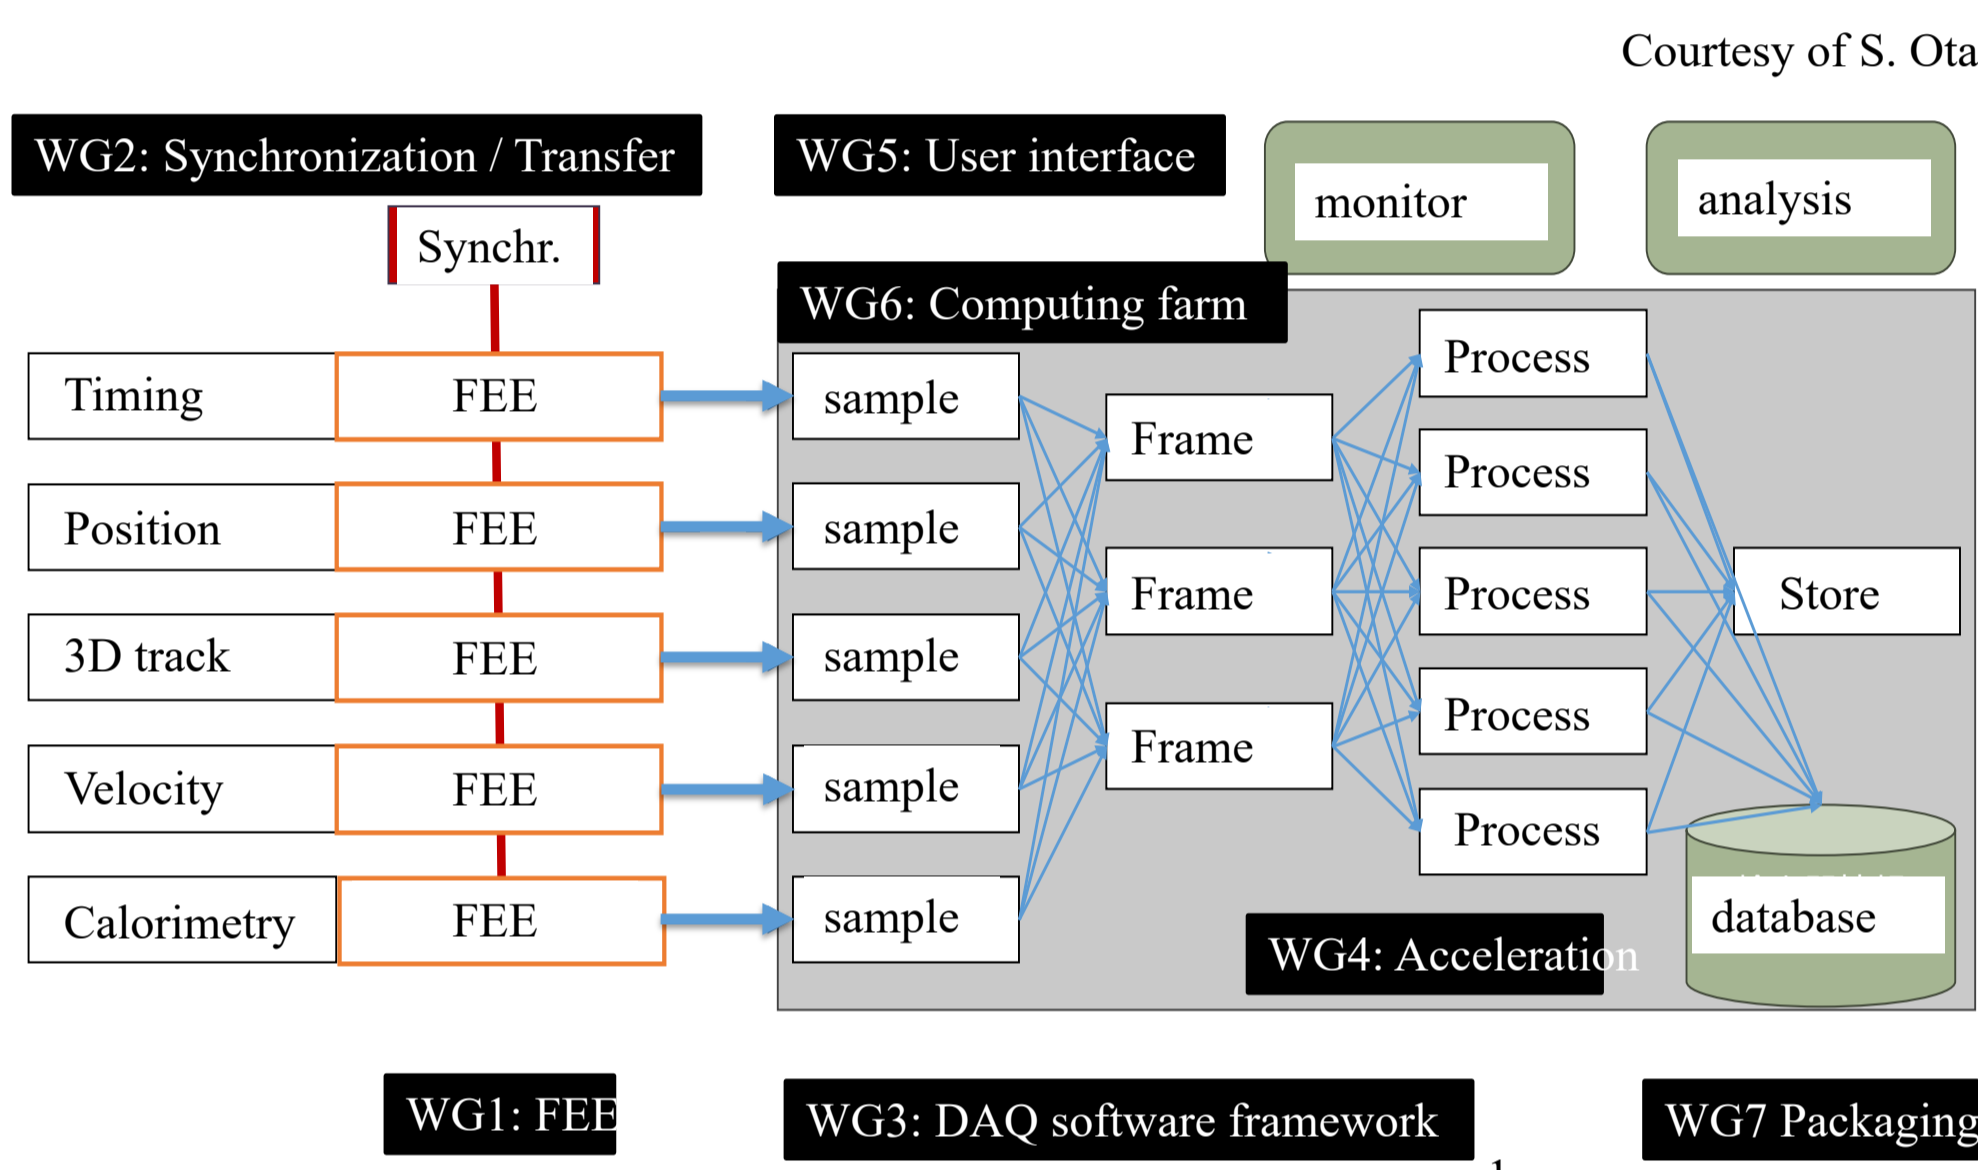 Courtesy of S. Ota
WG2: Synchronization / Transfer
WG5: User interface
monitor
analysis
Synchr.
WG6: Computing farm
Timing
FEE
sample
Position
FEE
sample
3D track
FEE
sample
Velocity
FEE
sample
Calorimetry
FEE
sample
Frame
Frame
Frame
Process
Process
Process
Process
Process
Store
database
WG4: Acceleration
WG1: FEE
WG3: DAQ software framework
WG7 Packaging